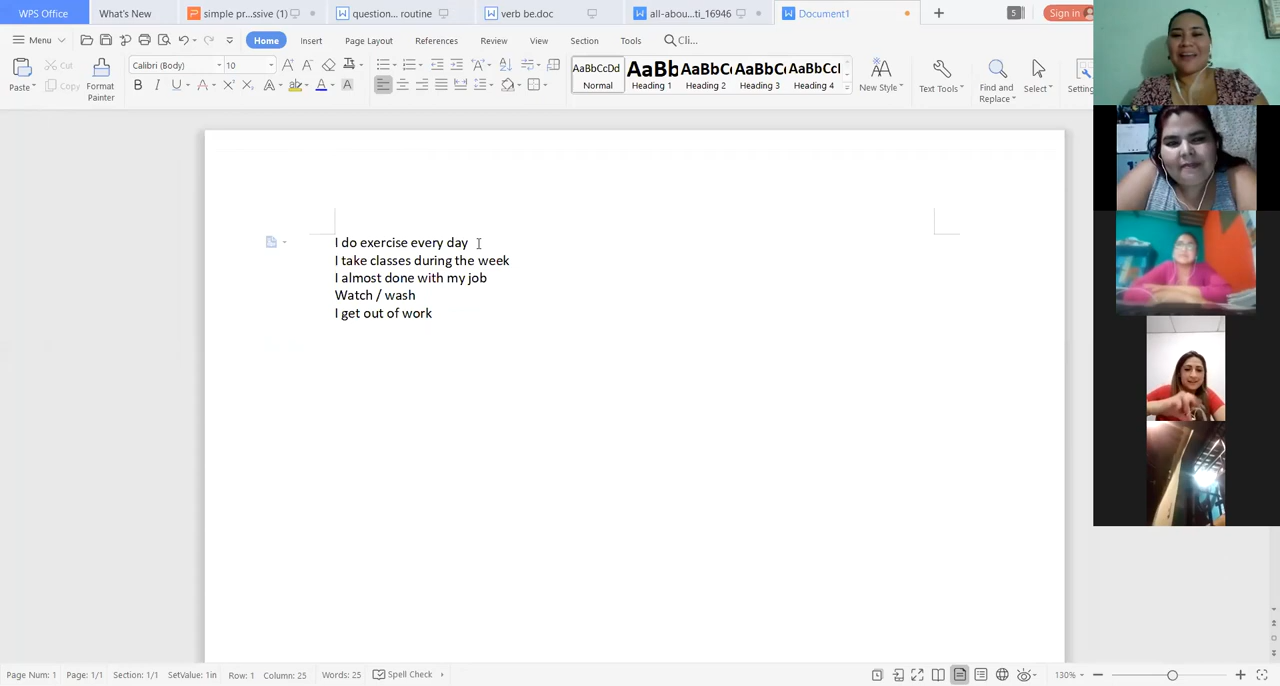 WPS Office What's New simple pr...ssive (1) question... routine verb be.doc all-abou...ti_16946 Document1 5 Sign in
Menu Home Insert Page Layout References Review View Section Tools Cli...
Paste Cut Copy Format Painter Calibri (Body) 10 AaBbCcDd Normal AaBb Heading 1 AaBbC Heading 2 AaBbC Heading 3 AaBbCcl Heading 4 New Style Text Tools Find and Replace Select Setting
I do exercise every day
I take classes during the week
I almost done with my job
Watch / wash
I get out of work
Page Num: 1 Page: 1/1 Section: 1/1 SetValue: 1in Row: 1 Column: 25 Words: 25 Spell Check 130%